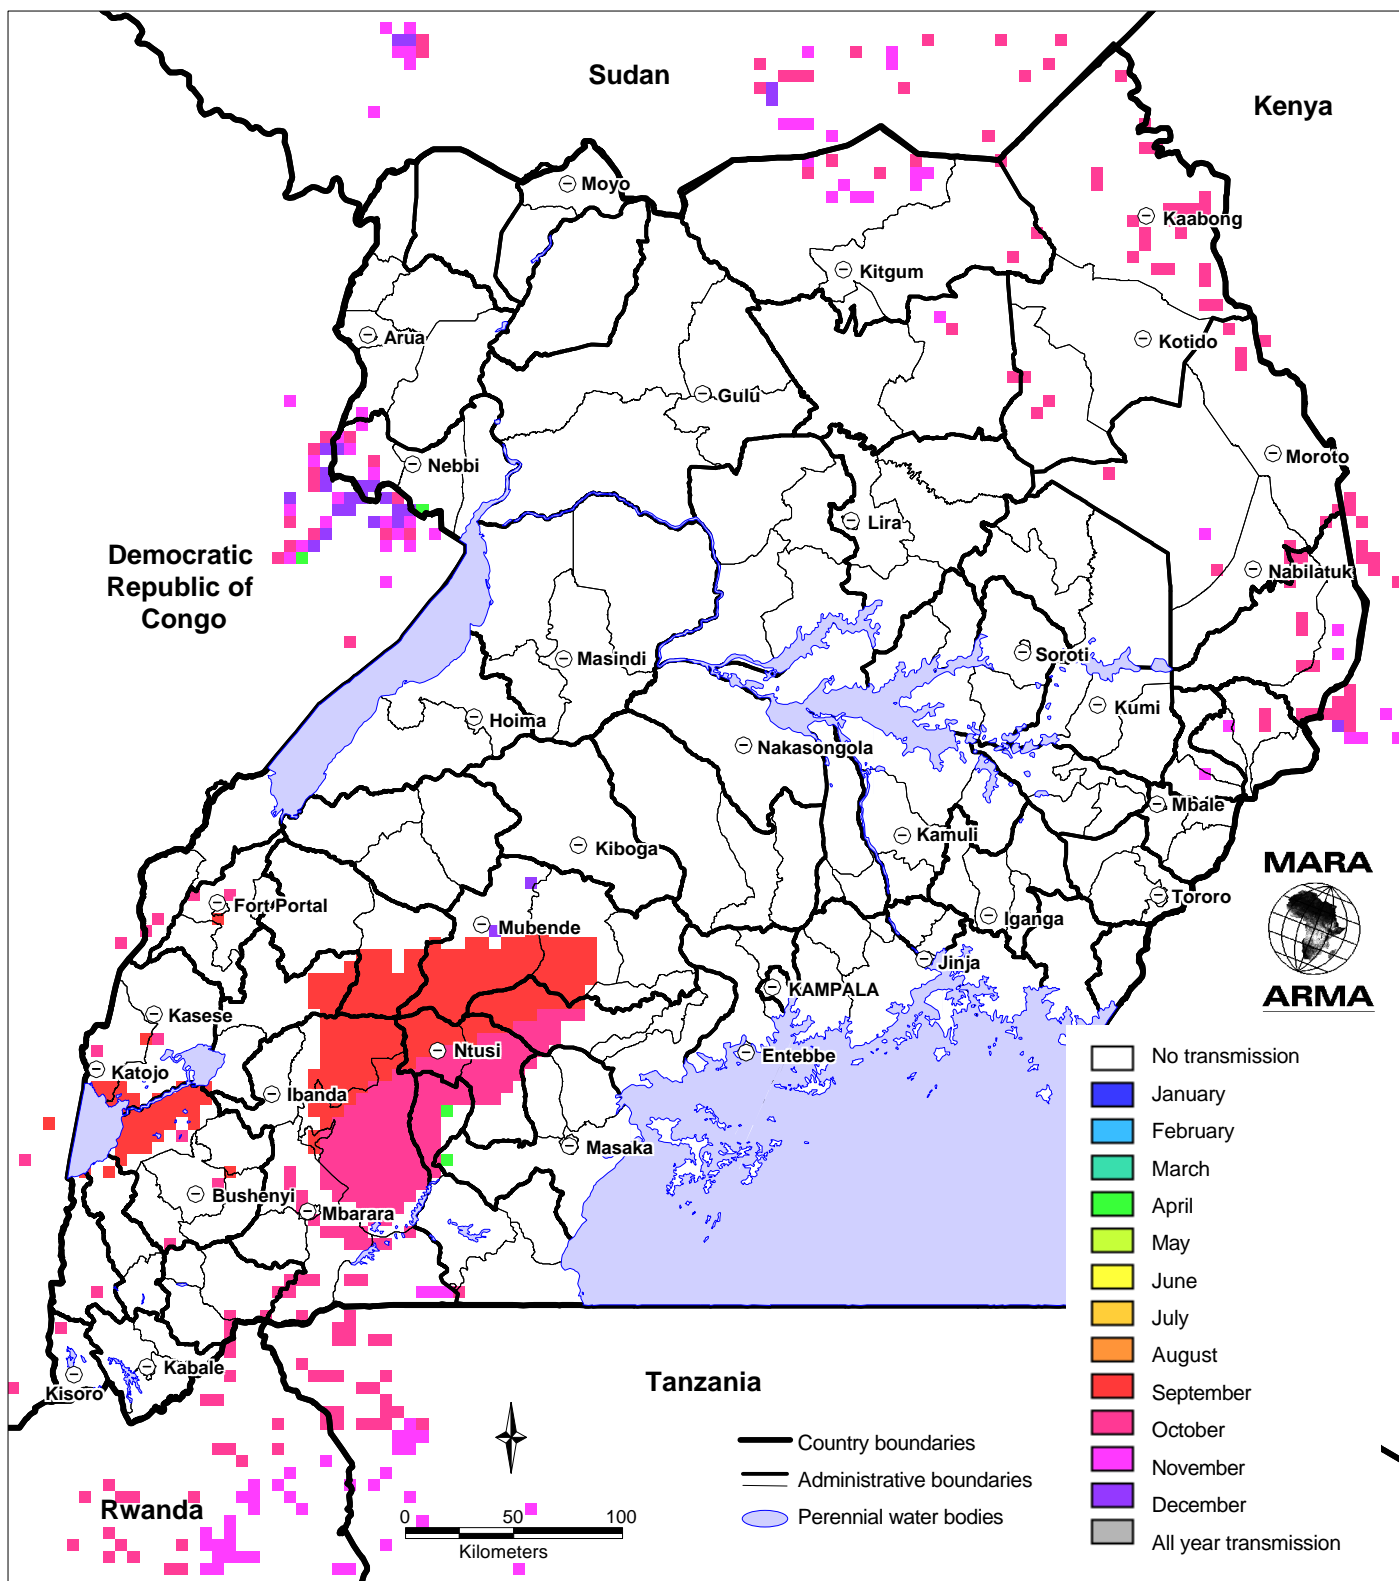 Sudan
Kenya
Moyo
Kaabong
Kitgum
Arua
Kotido
Gulu
Nebbi
Moroto
Lira
Democratic
Republic of
Congo
Nabilatuk
Masindi
Soroti
Hoima
Kumi
Nakasongola
Mbale
Kamuli
Kiboga
MARA
Fort Portal
Tororo
Iganga
Mubende
Jinja
KAMPALA
ARMA
Kasese
Ntusi
Entebbe
Katojo
Ibanda
Masaka
Bushenyi
Mbarara
Kabale
Kisoro
Tanzania
Rwanda
No transmission
January
February
March
April
May
June
July
August
September
October
November
December
All year transmission
Country boundaries
Administrative boundaries
Perennial water bodies
0 50 100
Kilometers